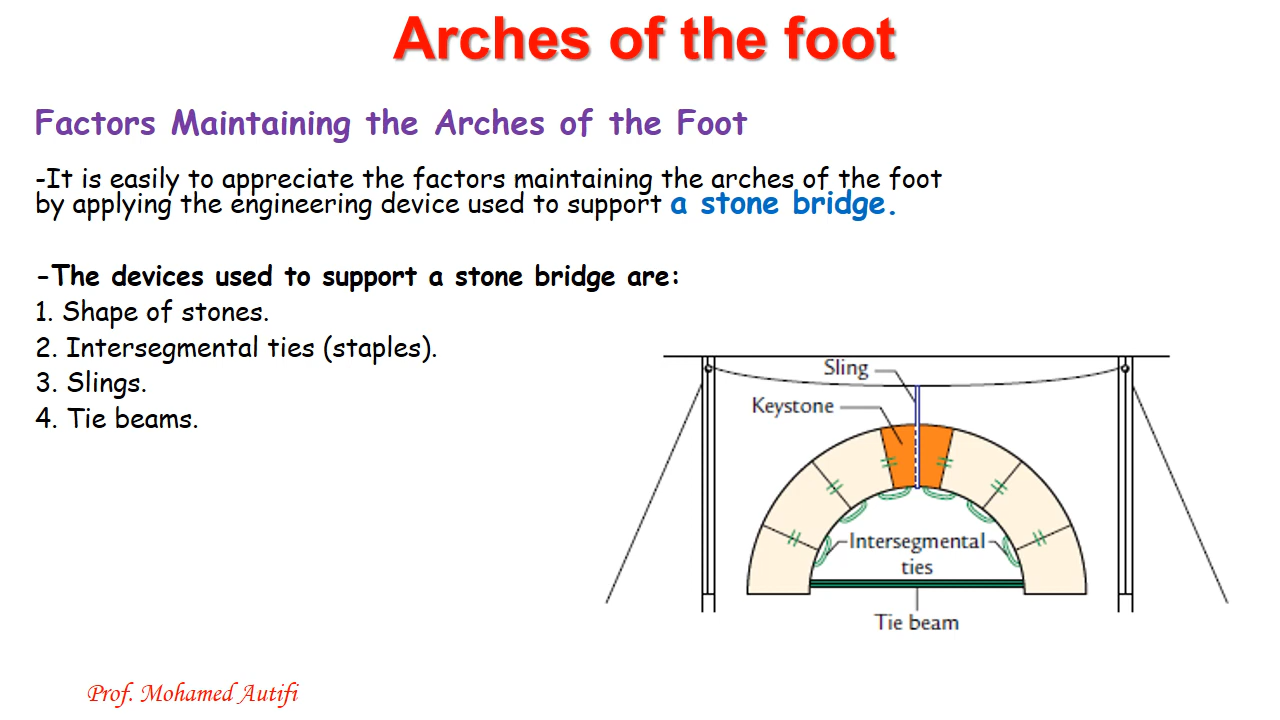 Arches of the foot
Factors Maintaining the Arches of the Foot
-It is easily to appreciate the factors maintaining the arches of the foot
by applying the engineering device used to support a stone bridge.
-The devices used to support a stone bridge are:
1. Shape of stones.
2. Intersegmental ties (staples).
3. Slings.
4. Tie beams.
Sling
Keystone
Intersegmental
ties
Tie beam
Prof. Mohamed Autifi